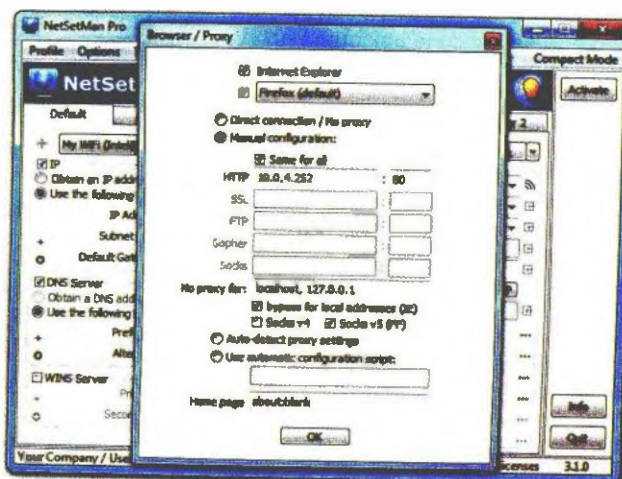 NetSetMan Pro
Profile Options
NetSet
Default
My WiFi (Intel
IP
Obtain an IP addr
Use the following
IP Ad
Subnet
Default Gat
DNS Server
Obtain a DNS add
Use the following
Pref
Alter
WINS Server
Pr
Secon
Your Company / Use
Browser / Proxy
Internet Explorer
Firefox (default)
Direct connection / No proxy
Manual configuration:
Same for all
HTTP 10.0.4.252 : 80
SSL :
FTP :
Gopher :
Socks :
No proxy for: localhost, 127.0.0.1
bypass for local addresses (IE)
Socks v4 Socks v5 (FF)
Auto-detect proxy settings
Use automatic configuration script:
Home page about:blank
OK
Compact Mode
Activate
2
Info
Quit
icenses 3.1.0